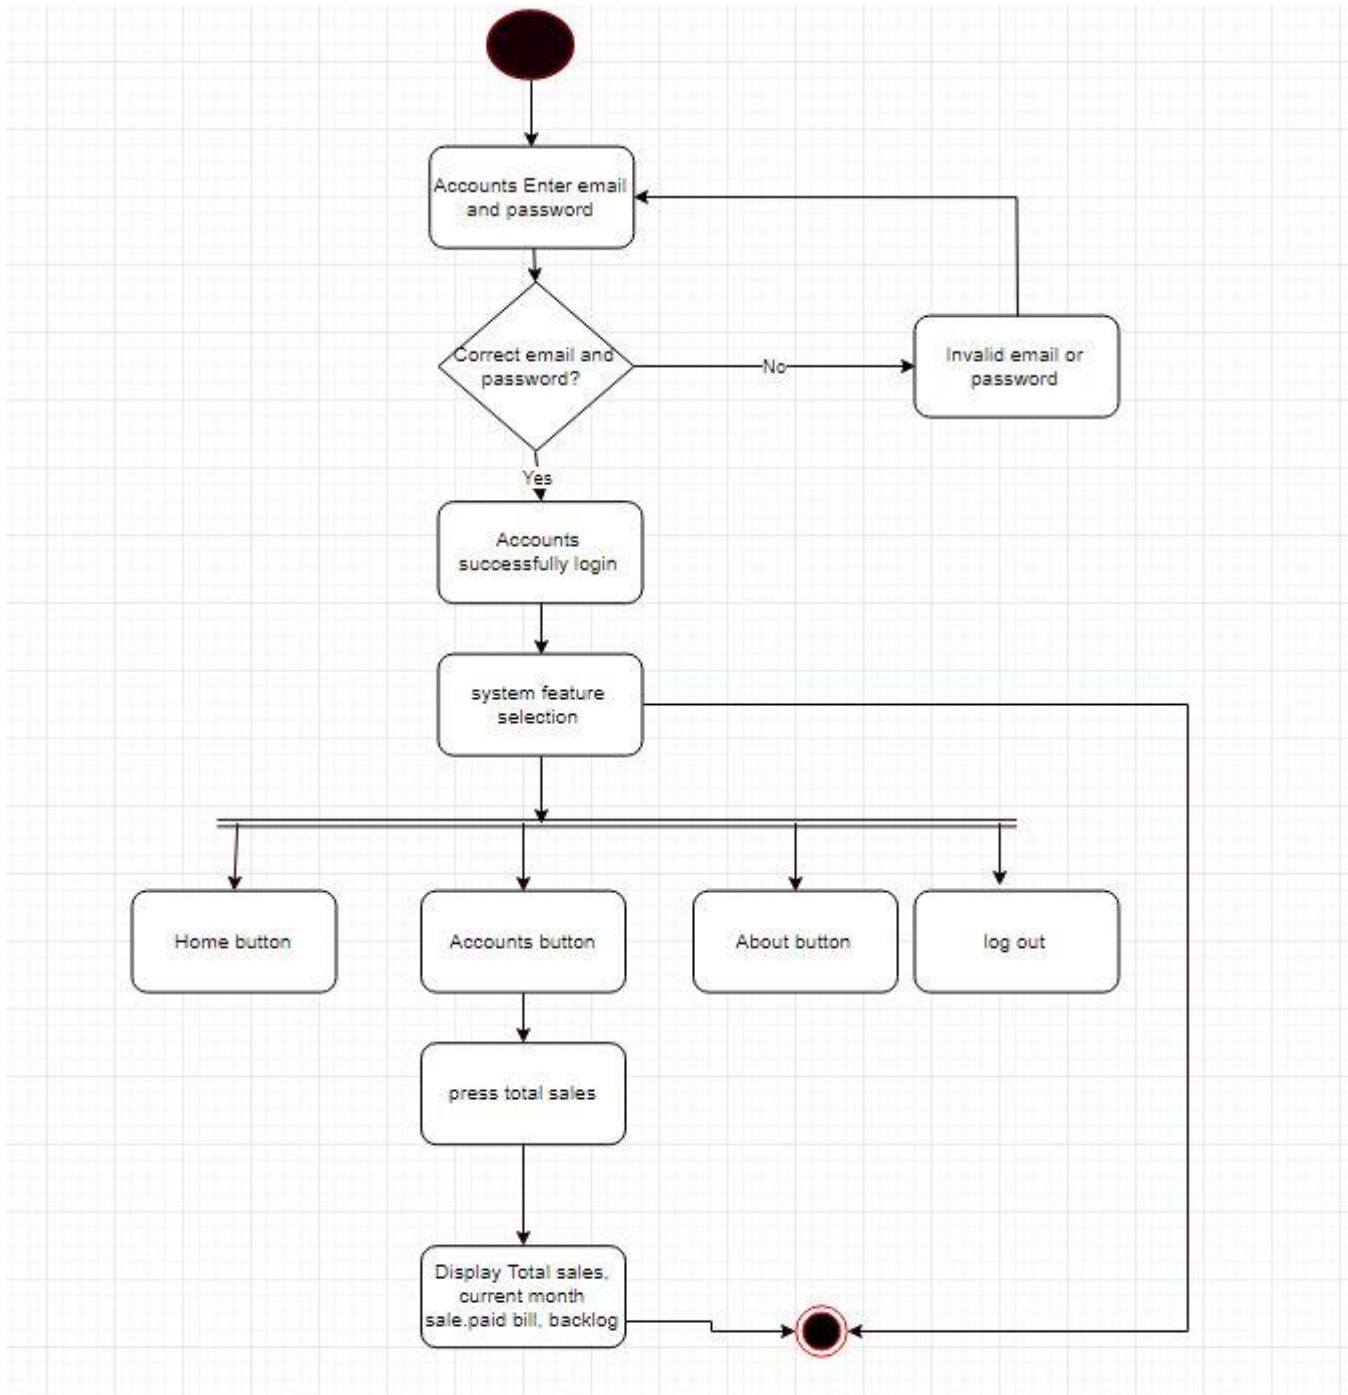 Accounts Enter email
and password
Correct email and
password?
No
Invalid email or
password
Yes
Accounts
successfully login
system feature
selection
Home button
Accounts button
About button
log out
press total sales
Display Total sales,
current month
sale.paid bill, backlog